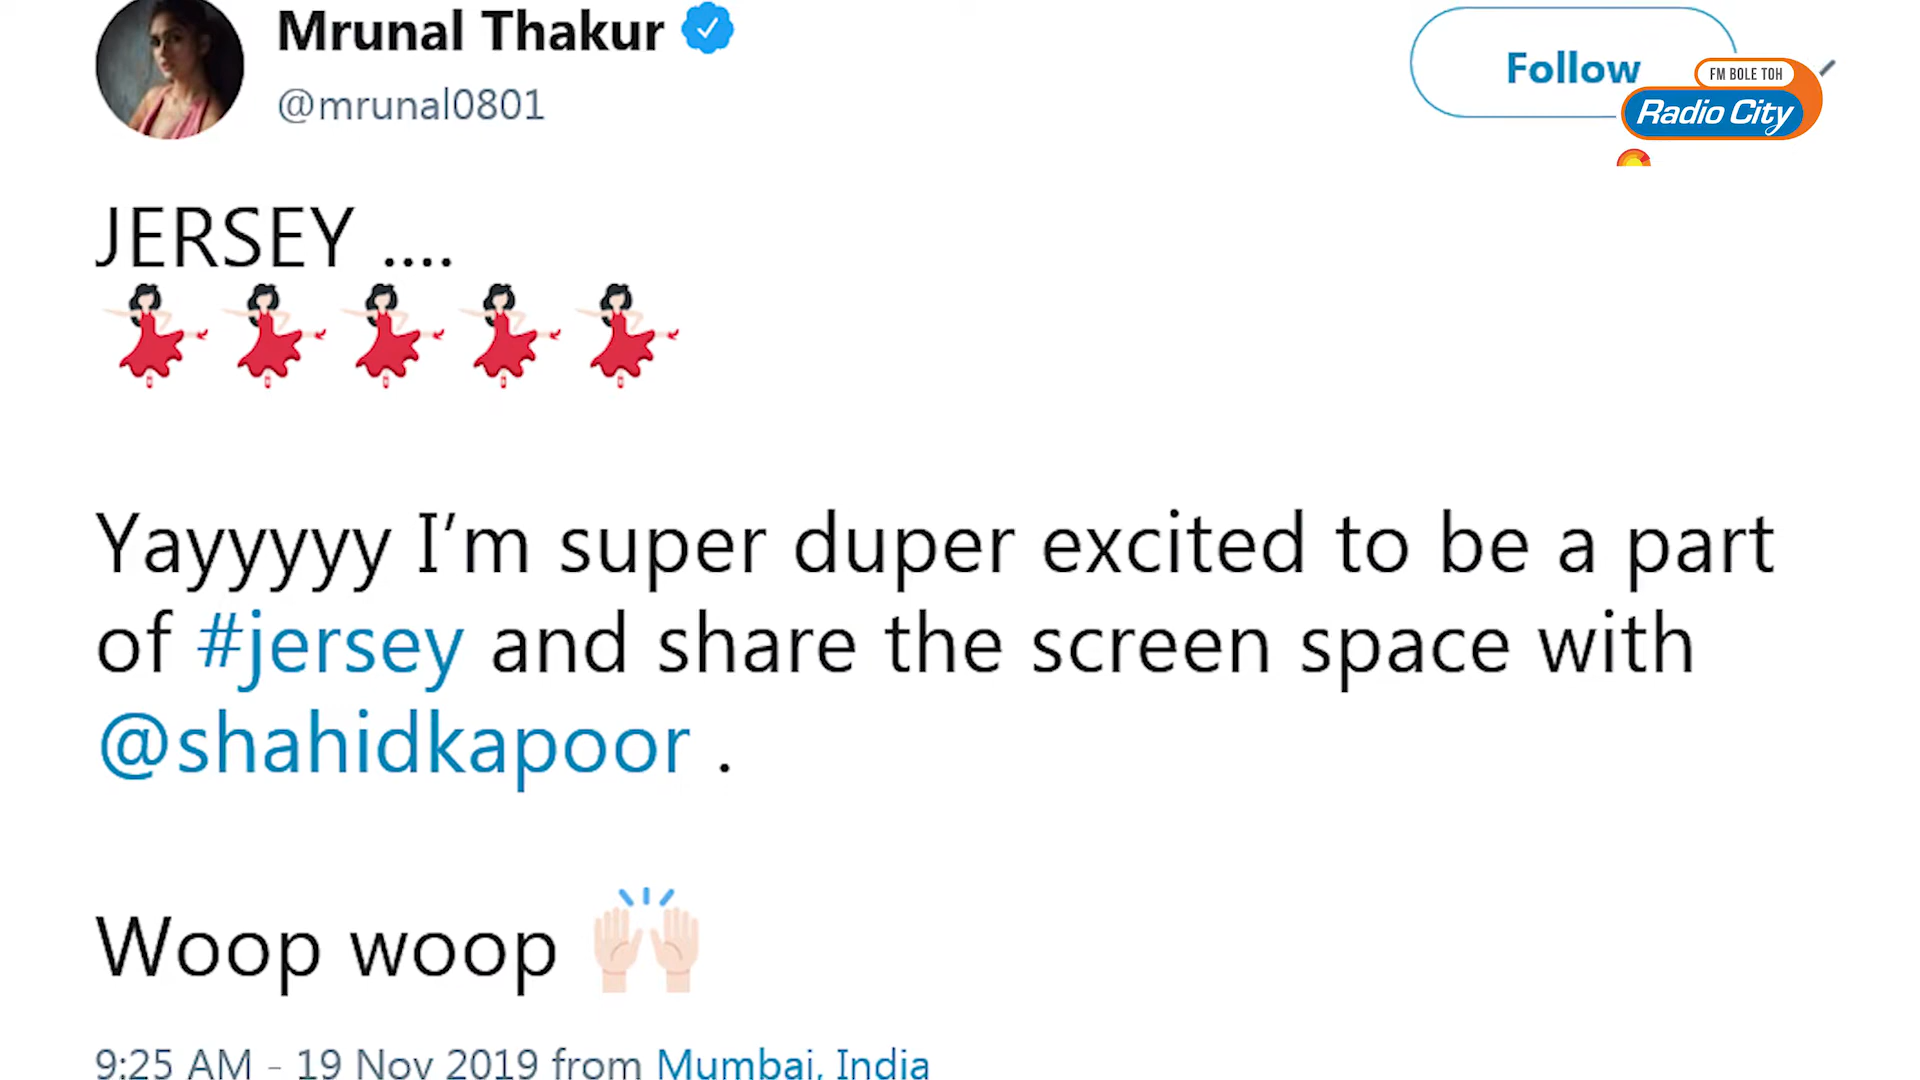 Mrunal Thakur
@mrunal0801
Follow
FM BOLE TOH
Radio City
JERSEY ....
Yayyyyy I’m super duper excited to be a part
of #jersey and share the screen space with
@shahidkapoor .
Woop woop
9:25 AM - 19 Nov 2019 from Mumbai, India